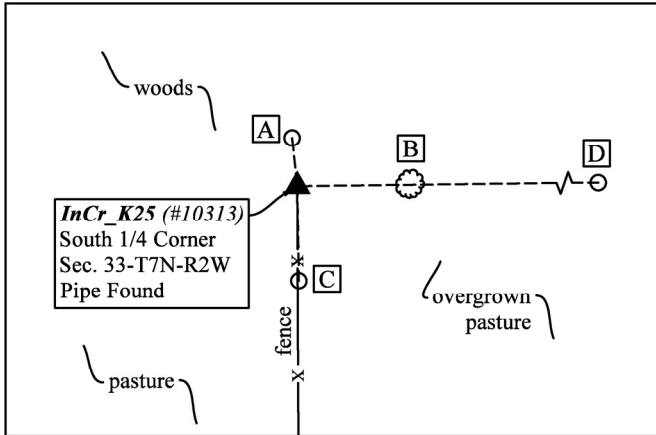 woods
A
B
D
InCr_K25 (#10313)
South 1/4 Corner
Sec. 33-T7N-R2W
Pipe Found
x
C
overgrown
pasture
fence
x
pasture